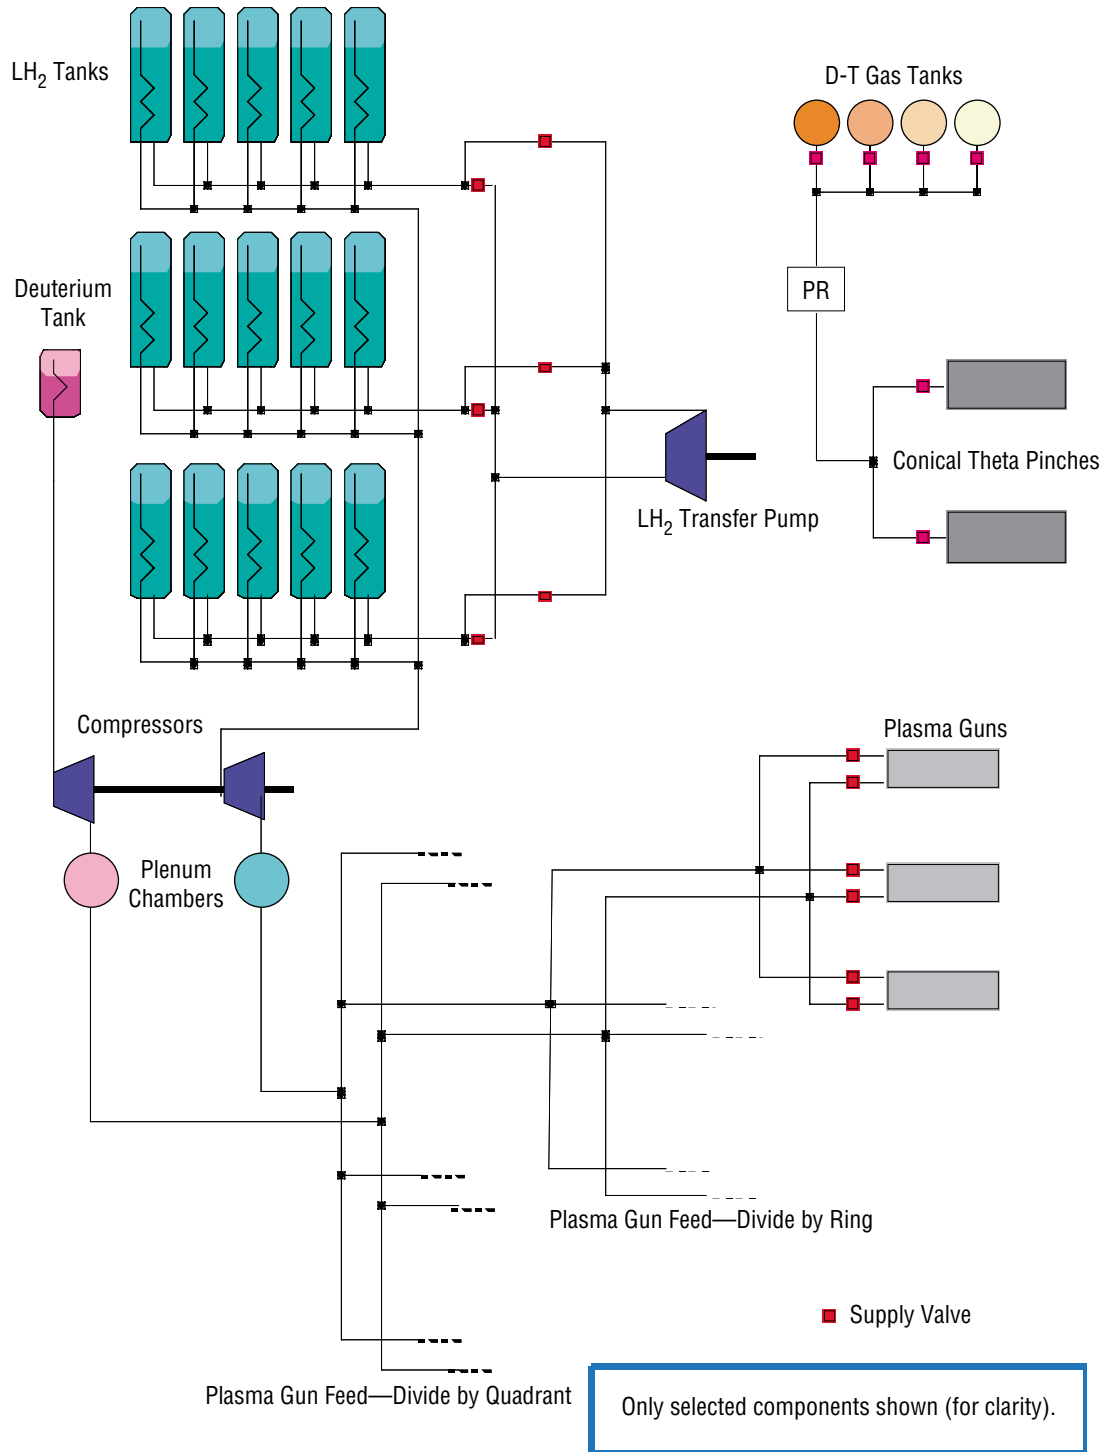 LH2 Tanks
D-T Gas Tanks
Deuterium
Tank
PR
Conical Theta Pinches
LH2 Transfer Pump
Compressors
Plasma Guns
Plenum
Chambers
Plasma Gun Feed—Divide by Ring
Supply Valve
Plasma Gun Feed—Divide by Quadrant
Only selected components shown (for clarity).